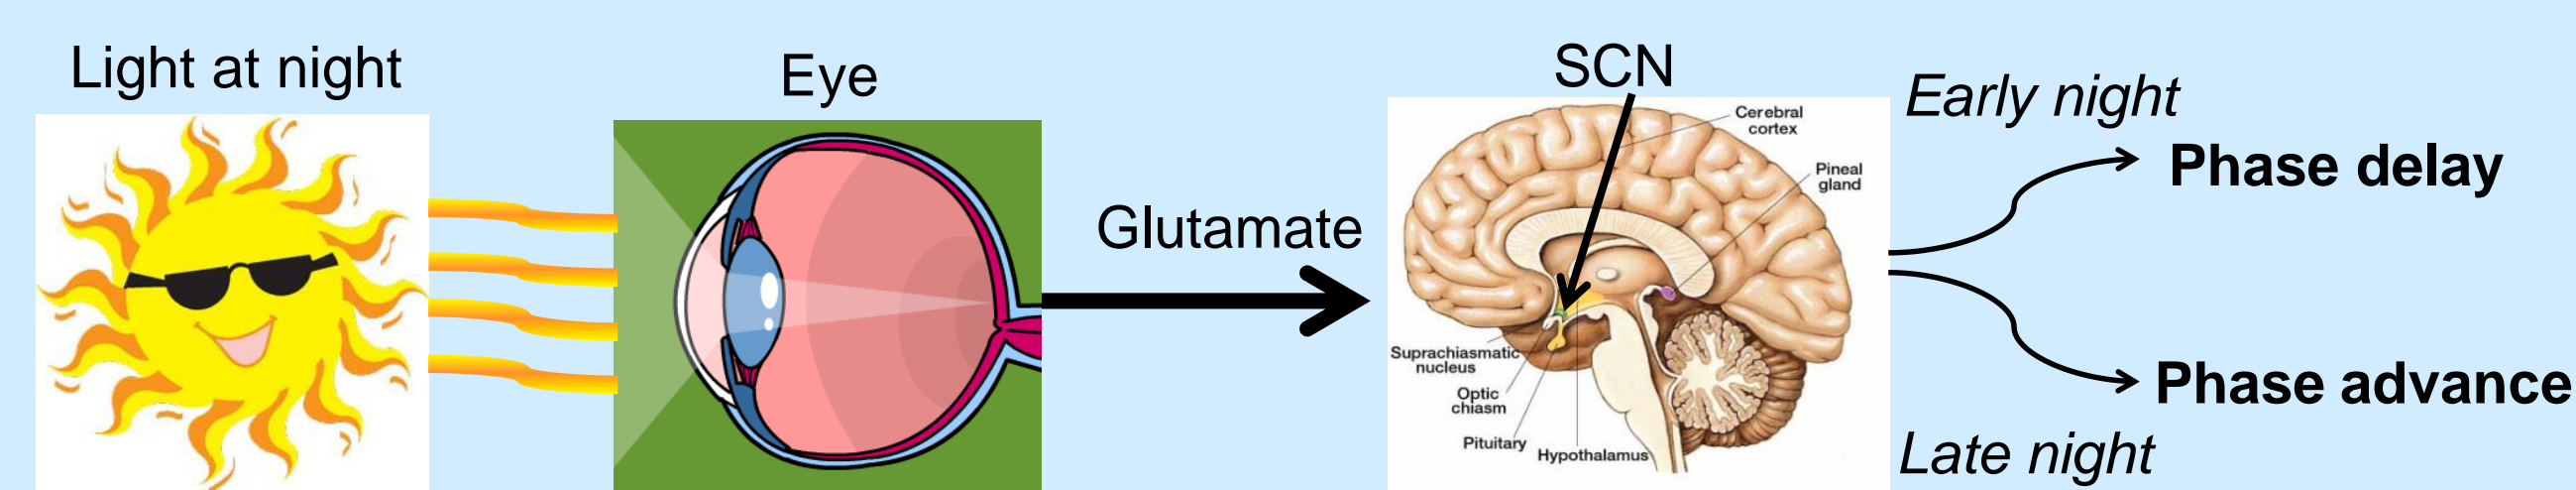 Light at night
Eye
Glutamate
SCN
Cerebral
cortex
Pineal
gland
Suprachiasmatic
nucleus
Optic
chiasm
Pituitary
Hypothalamus
Early night
Phase delay
Phase advance
Late night